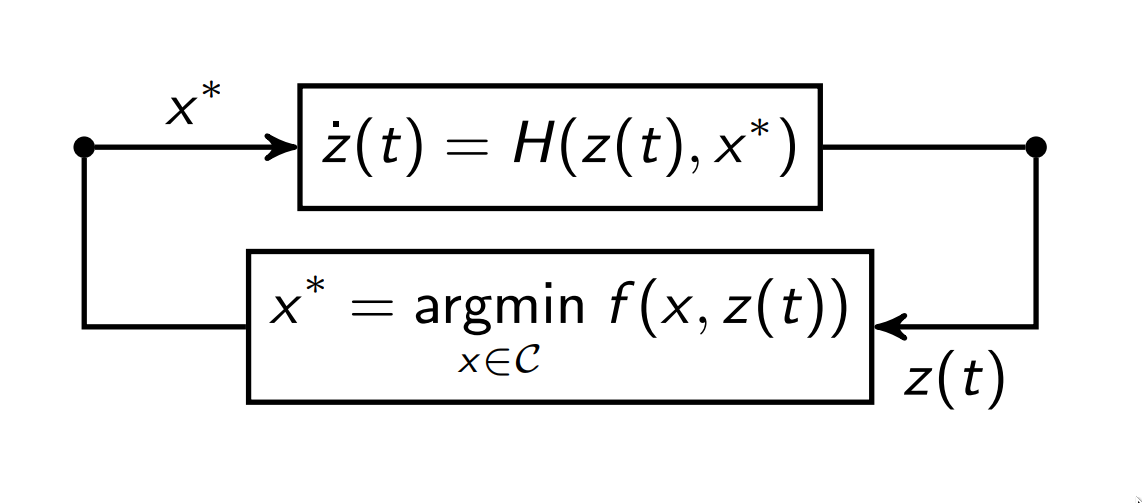 x*
ż(t) = H(z(t), x*)
x* = argmin f(x, z(t))
x∈𝒞
z(t)